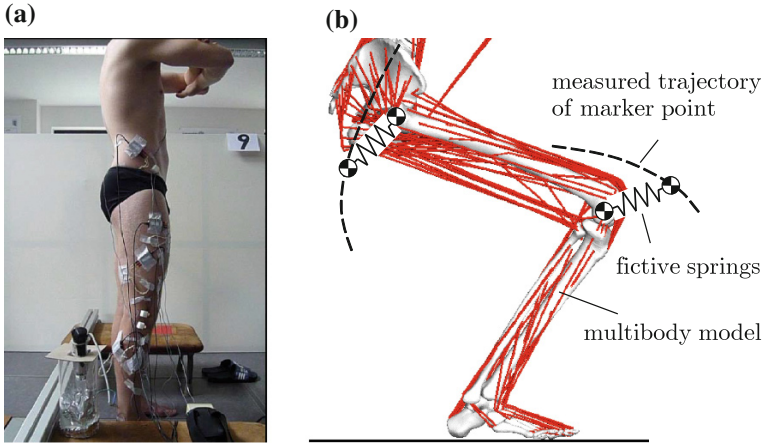 (a)
(b)
9
measured trajectory
of marker point
fictive springs
multibody model